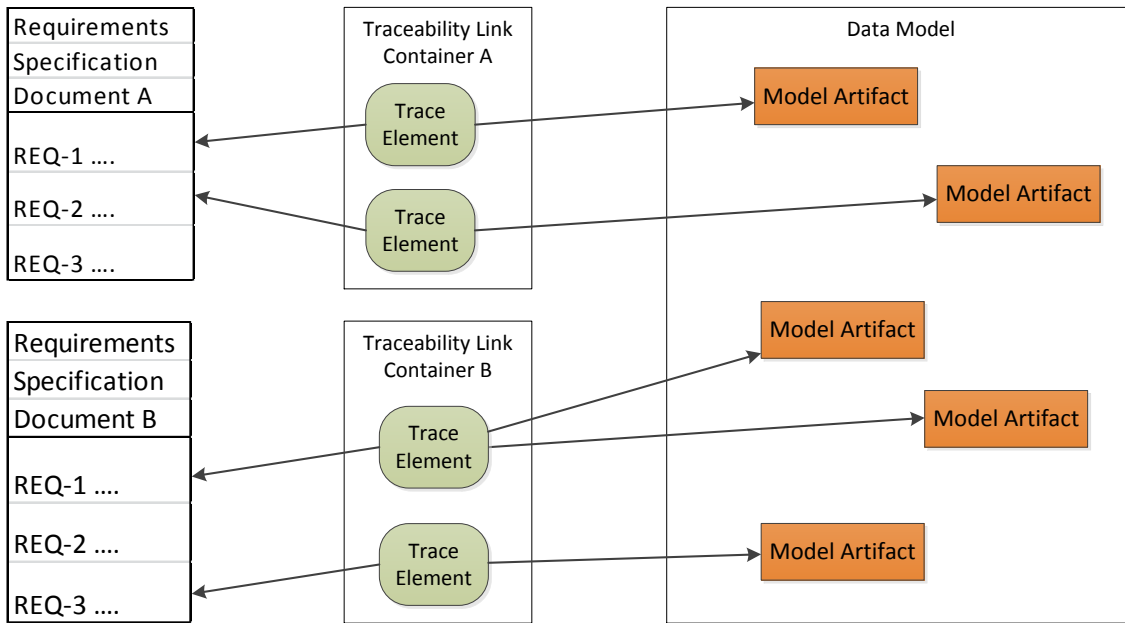 Requirements
Specification
Document A
REQ-1 ....
REQ-2 ....
REQ-3 ....
Traceability Link
Container A
Trace
Element
Trace
Element
Data Model
Model Artifact
Model Artifact
Requirements
Specification
Document B
REQ-1 ....
REQ-2 ....
REQ-3 ....
Traceability Link
Container B
Trace
Element
Trace
Element
Model Artifact
Model Artifact
Model Artifact